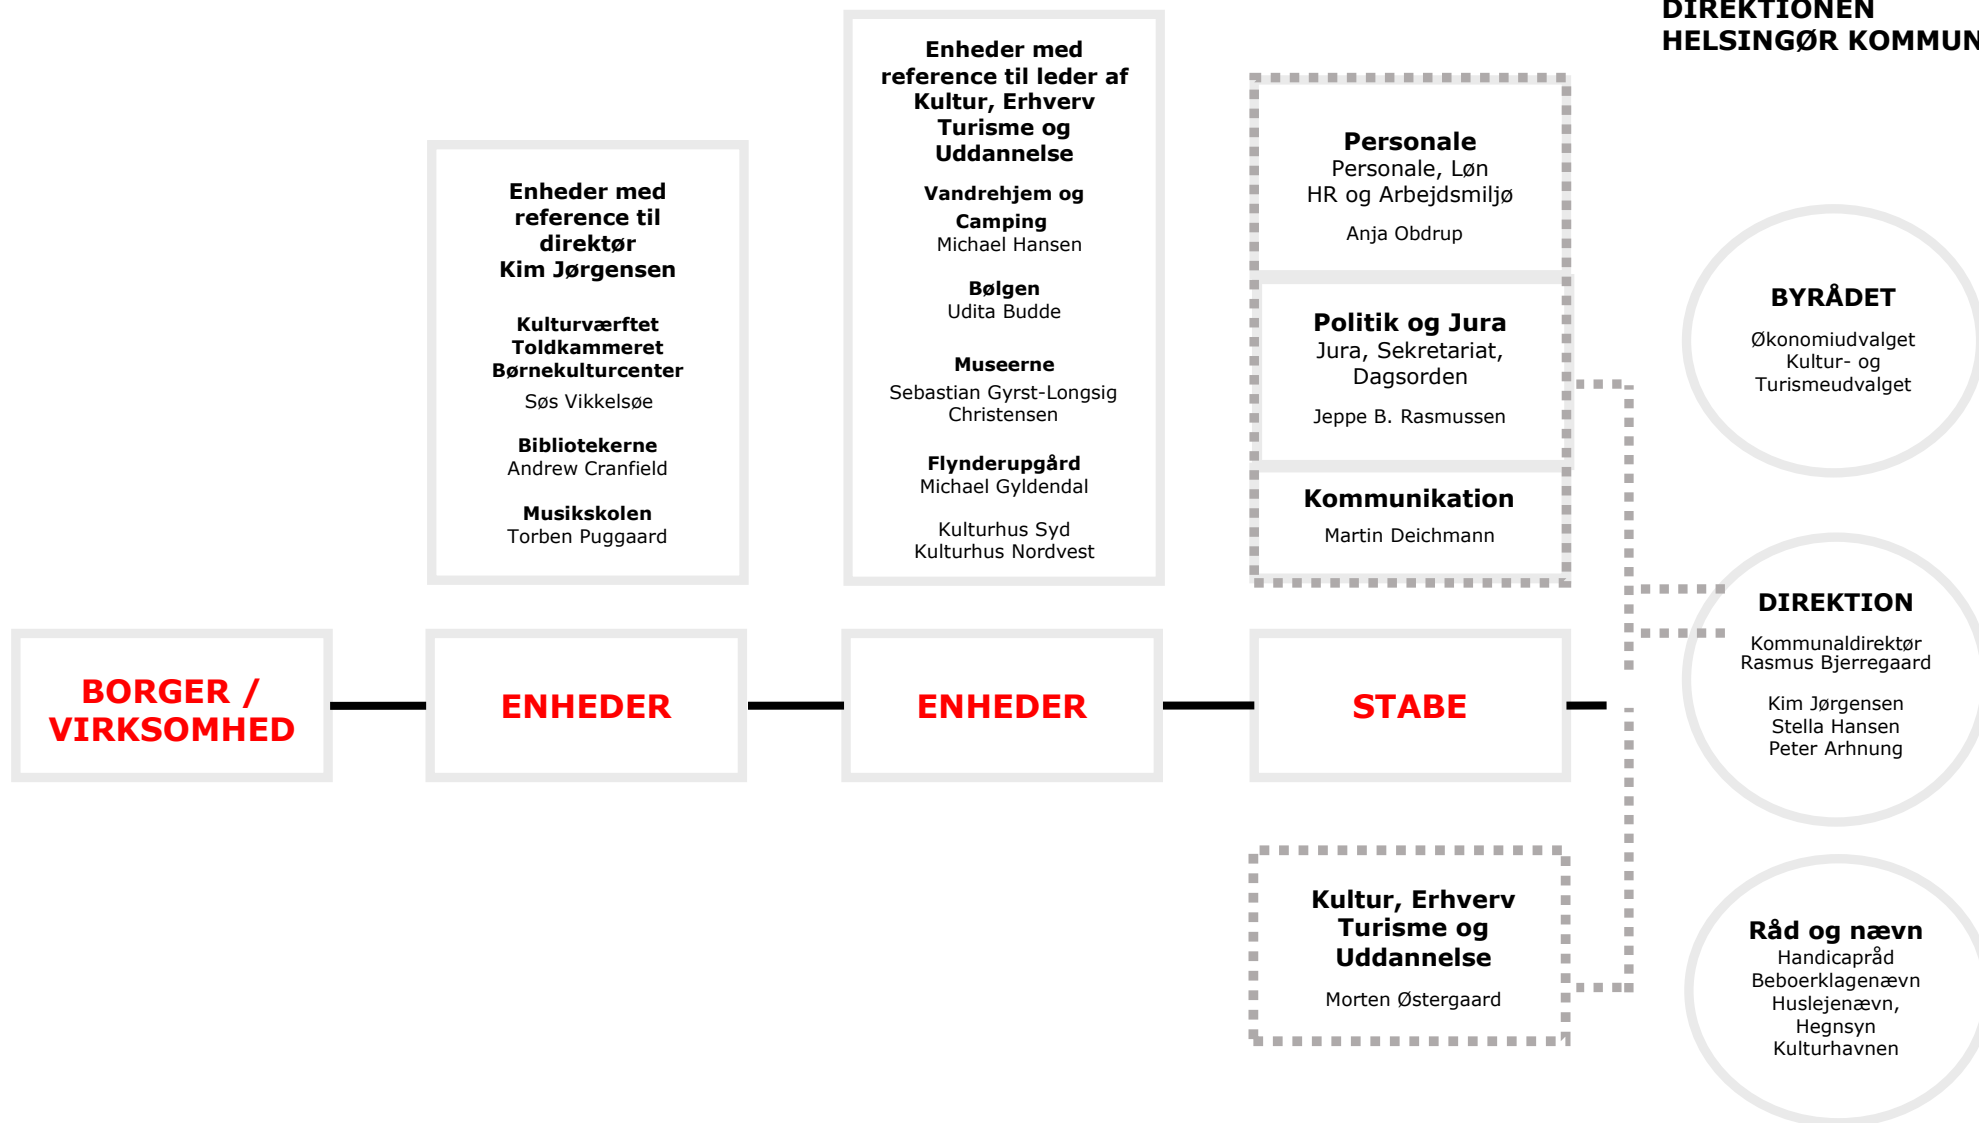 DIREKTIONEN
HELSINGØR KOMMUN
Enheder med
reference til
direktør
Kim Jørgensen
Kulturværftet
Toldkammeret
Børnekulturcenter
Søs Vikkelsøe
Bibliotekerne
Andrew Cranfield
Musikskolen
Torben Puggaard
Enheder med
reference til leder af
Kultur, Erhverv
Turisme og
Uddannelse
Vandrehjem og
Camping
Michael Hansen
Bølgen
Udita Budde
Museerne
Sebastian Gyrst-Longsig
Christensen
Flynderupgård
Michael Gyldendal
Kulturhus Syd
Kulturhus Nordvest
Personale
Personale, Løn
HR og Arbejdsmiljø
Anja Obdrup
Politik og Jura
Jura, Sekretariat,
Dagsorden
Jeppe B. Rasmussen
Kommunikation
Martin Deichmann
BYRÅDET
Økonomiudvalget
Kultur- og
Turismeudvalget
DIREKTION
Kommunaldirektør
Rasmus Bjerregaard
Kim Jørgensen
Stella Hansen
Peter Arhnung
BORGER /
VIRKSOMHED
ENHEDER
ENHEDER
STABE
Kultur, Erhverv
Turisme og
Uddannelse
Morten Østergaard
Råd og nævn
Handicapråd
Beboerklagenævn
Huslejenævn,
Hegnsyn
Kulturhavnen